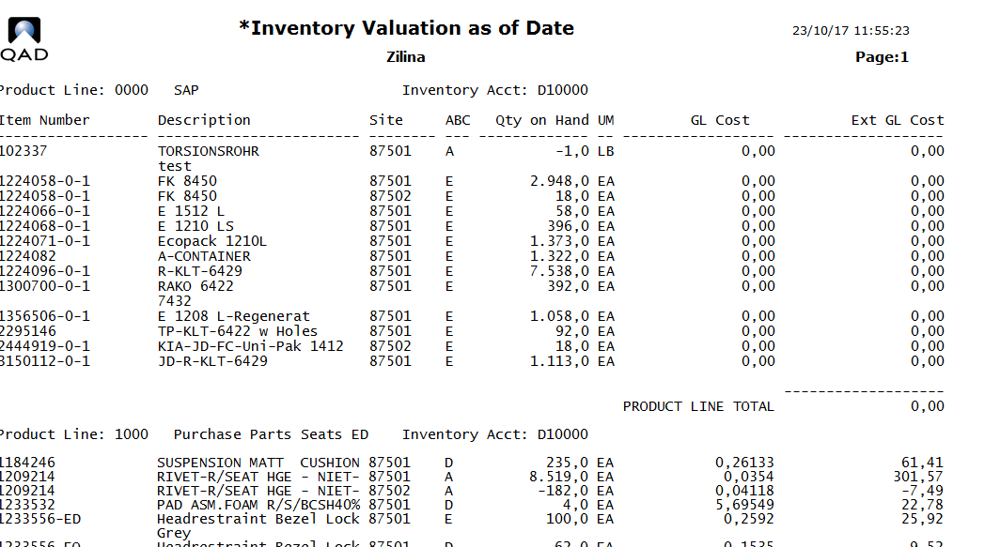 QAD
*Inventory Valuation as of Date
23/10/17 11:55:23
Zilina
Page:1
Product Line: 0000 SAP Inventory Acct: D10000
Item Number Description Site ABC Qty on Hand UM GL Cost Ext GL Cost
102337 TORSIONSROHR 87501 A -1,0 LB 0,00 0,00
test
1224058-0-1 FK 8450 87501 E 2.948,0 EA 0,00 0,00
1224058-0-1 FK 8450 87502 E 18,0 EA 0,00 0,00
1224066-0-1 E 1512 L 87501 E 58,0 EA 0,00 0,00
1224068-0-1 E 1210 LS 87501 E 396,0 EA 0,00 0,00
1224071-0-1 Ecopack 1210L 87501 E 1.373,0 EA 0,00 0,00
1224082 A-CONTAINER 87501 E 1.322,0 EA 0,00 0,00
1224096-0-1 R-KLT-6429 87501 E 7.538,0 EA 0,00 0,00
1300700-0-1 RAKO 6422 87501 E 392,0 EA 0,00 0,00
7432
1356506-0-1 E 1208 L-Regenerat 87501 E 1.058,0 EA 0,00 0,00
2295146 TP-KLT-6422 w Holes 87501 E 92,0 EA 0,00 0,00
2444919-0-1 KIA-JD-FC-Uni-Pak 1412 87502 E 18,0 EA 0,00 0,00
3150112-0-1 JD-R-KLT-6429 87501 E 1.113,0 EA 0,00 0,00
PRODUCT LINE TOTAL 0,00
Product Line: 1000 Purchase Parts Seats ED Inventory Acct: D10000
1184246 SUSPENSION MATT CUSHION 87501 D 235,0 EA 0,26133 61,41
1209214 RIVET-R/SEAT HGE - NIET- 87501 A 8.519,0 EA 0,0354 301,57
1209214 RIVET-R/SEAT HGE - NIET- 87502 A -182,0 EA 0,04118 -7,49
1233532 PAD ASM.FOAM R/S/BCSH40% 87501 D 4,0 EA 5,69549 22,78
1233556-ED Headrestraint Bezel Lock 87501 E 100,0 EA 0,2592 25,92
Grey
Headrestraint Bezel Lock 87501 62,0 EA 0,1535 9,52